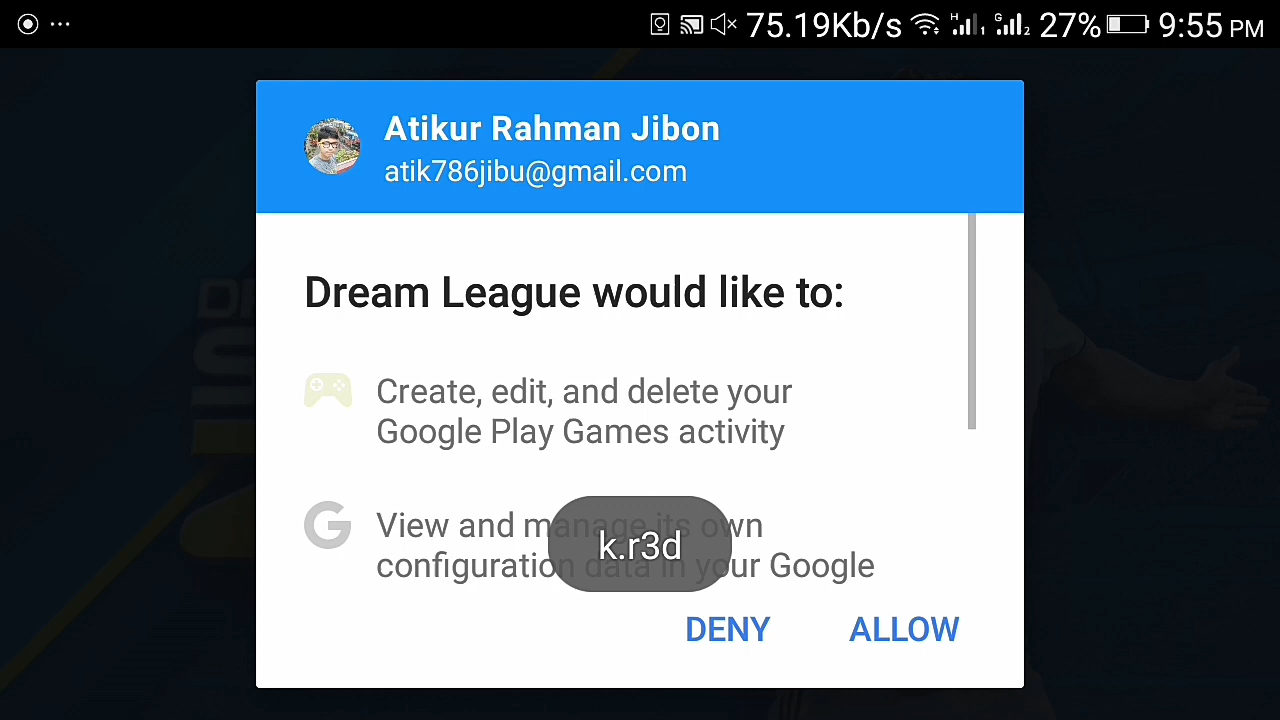 75.19Kb/s H 1 G 2 27% 9:55 PM
Atikur Rahman Jibon
atik786jibu@gmail.com
Dream League would like to:
Create, edit, and delete your
Google Play Games activity
View and manage its own
configuration data in your Google
k.r3d
DENY ALLOW